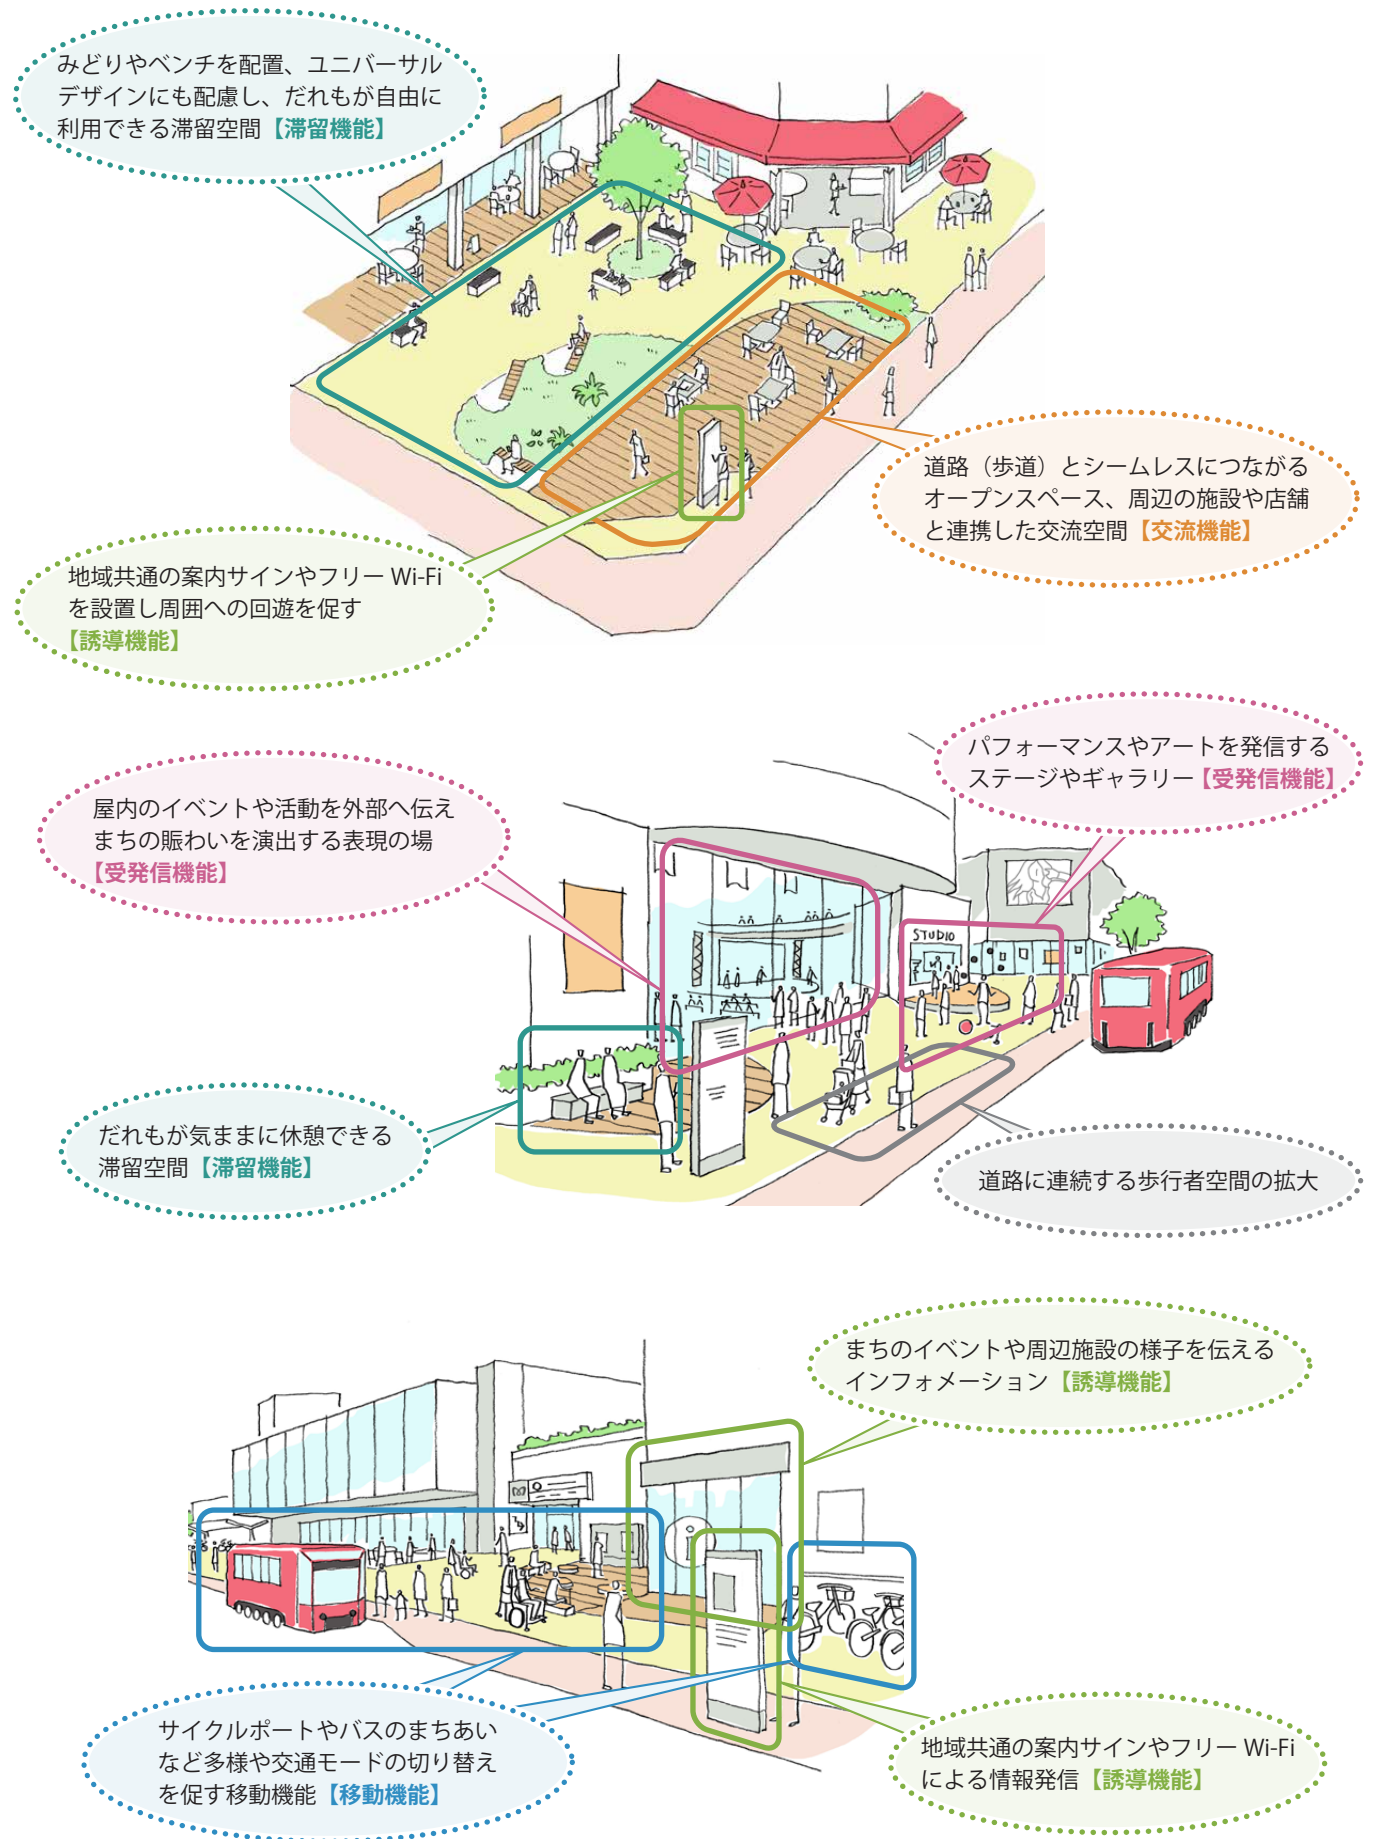 みどりやベンチを配置、ユニバーサル
デザインにも配慮し、だれもが自由に
利用できる滞留空間【滞留機能】
道路（歩道）とシームレスにつながる
オープンスペース、周辺の施設や店舗
と連携した交流空間【交流機能】
地域共通の案内サインやフリー Wi-Fi
を設置し周囲への回遊を促す
【誘導機能】
パフォーマンスやアートを発信する
ステージやギャラリー【受発信機能】
屋内のイベントや活動を外部へ伝え
まちの賑わいを演出する表現の場
【受発信機能】
STUDIO
だれもが気ままに休憩できる
滞留空間【滞留機能】
道路に連続する歩行者空間の拡大
まちのイベントや周辺施設の様子を伝える
インフォメーション【誘導機能】
i
サイクルポートやバスのまちあい
など多様や交通モードの切り替え
を促す移動機能【移動機能】
地域共通の案内サインやフリー Wi-Fi
による情報発信【誘導機能】